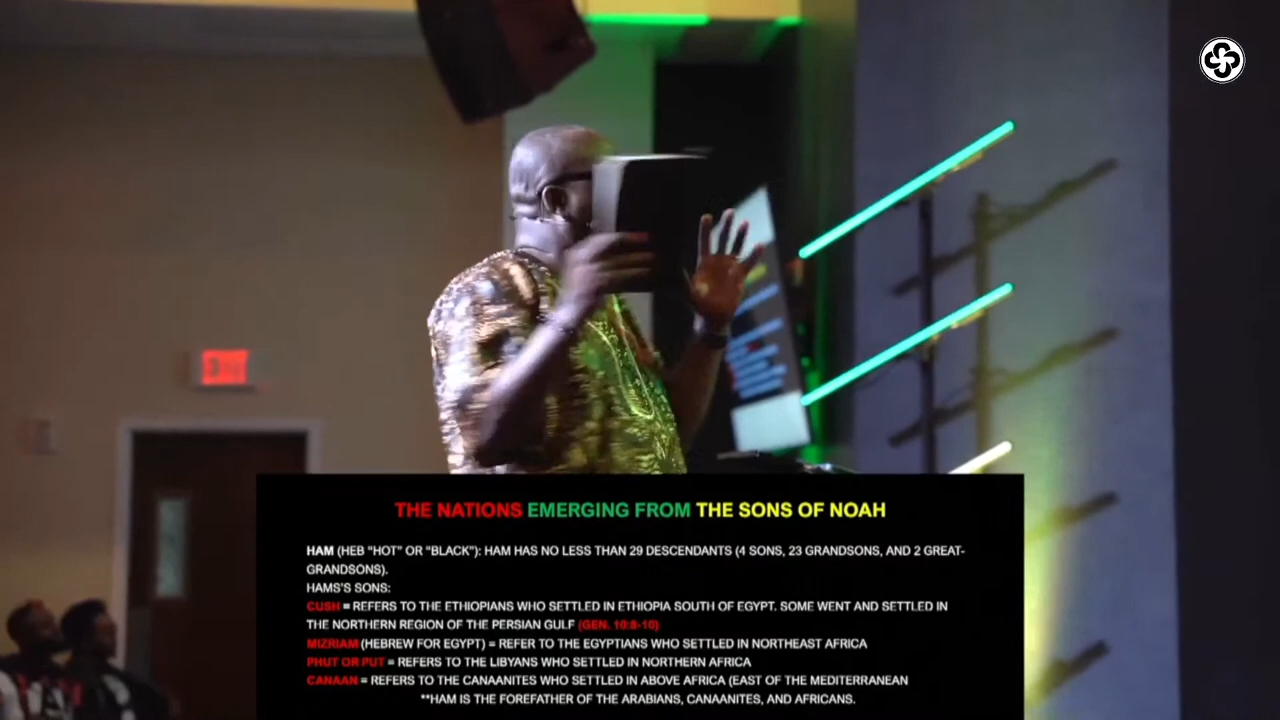 THE NATIONS EMERGING FROM THE SONS OF NOAH
HAM (HEB "HOT" OR "BLACK"): HAM HAS NO LESS THAN 29 DESCENDANTS (4 SONS, 23 GRANDSONS, AND 2 GREAT-
GRANDSONS).
HAMS'S SONS:
CUSH = REFERS TO THE ETHIOPIANS WHO SETTLED IN ETHIOPIA SOUTH OF EGYPT. SOME WENT AND SETTLED IN
THE NORTHERN REGION OF THE PERSIAN GULF (GEN. 10:8-10)
MIZRIAM (HEBREW FOR EGYPT) = REFER TO THE EGYPTIANS WHO SETTLED IN NORTHEAST AFRICA
PHUT OR PUT = REFERS TO THE LIBYANS WHO SETTLED IN NORTHERN AFRICA
CANAAN = REFERS TO THE CANAANITES WHO SETTLED IN ABOVE AFRICA (EAST OF THE MEDITERRANEAN
**HAM IS THE FOREFATHER OF THE ARABIANS, CANAANITES, AND AFRICANS.